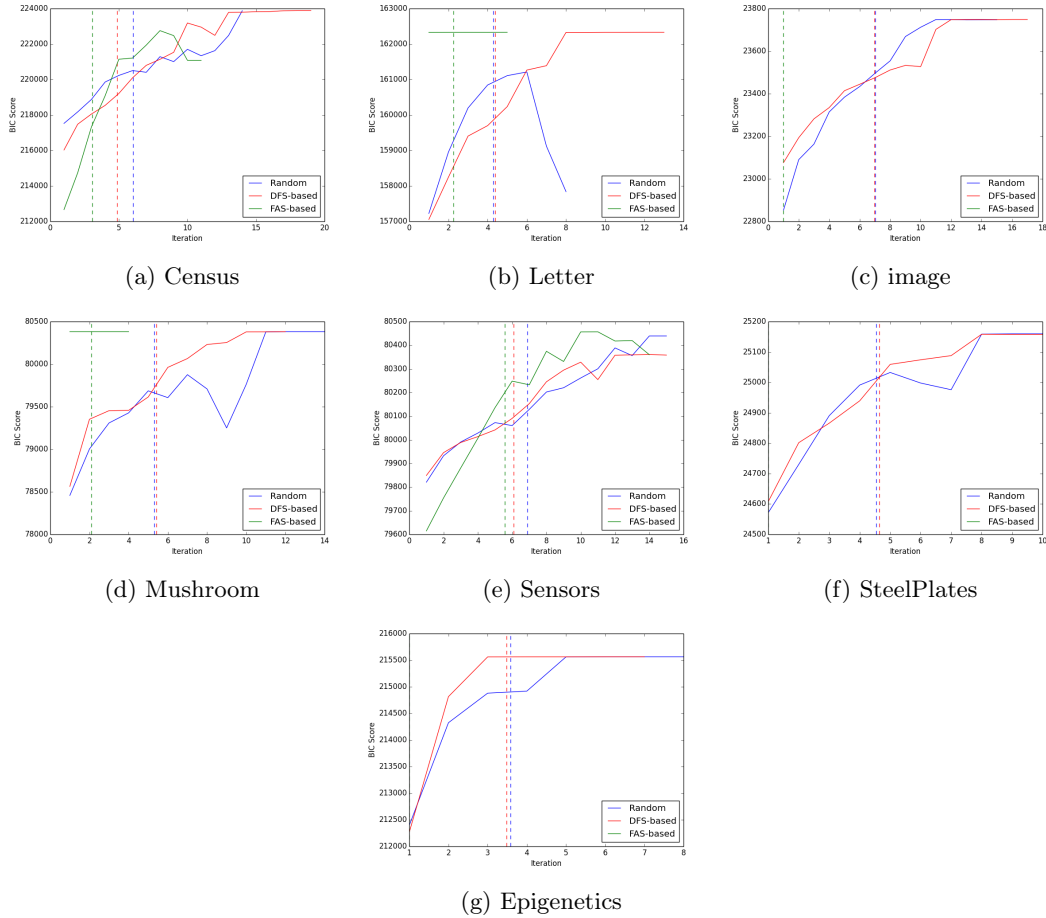 224000
222000
220000
218000
216000
214000
212000
BIC Score
0 5 10 15 20
Iteration
Random
DFS-based
FAS-based
(a) Census
163000
162000
161000
160000
159000
158000
157000
BIC Score
0 2 4 6 8 10 12 14
Iteration
Random
DFS-based
FAS-based
(b) Letter
23800
23600
23400
23200
23000
22800
BIC Score
0 2 4 6 8 10 12 14 16 18
Iteration
Random
DFS-based
FAS-based
(c) image
80500
80000
79500
79000
78500
78000
BIC Score
0 2 4 6 8 10 12 14
Iteration
Random
DFS-based
FAS-based
(d) Mushroom
80500
80400
80300
80200
80100
80000
79900
79800
79700
79600
BIC Score
0 2 4 6 8 10 12 14 16
Iteration
Random
DFS-based
FAS-based
(e) Sensors
25200
25100
25000
24900
24800
24700
24600
24500
BIC Score
1 2 3 4 5 6 7 8 9 10
Iteration
Random
DFS-based
FAS-based
(f) SteelPlates
216000
215500
215000
214500
214000
213500
213000
212500
212000
BIC Score
1 2 3 4 5 6 7 8
Iteration
Random
DFS-based
FAS-based
(g) Epigenetics